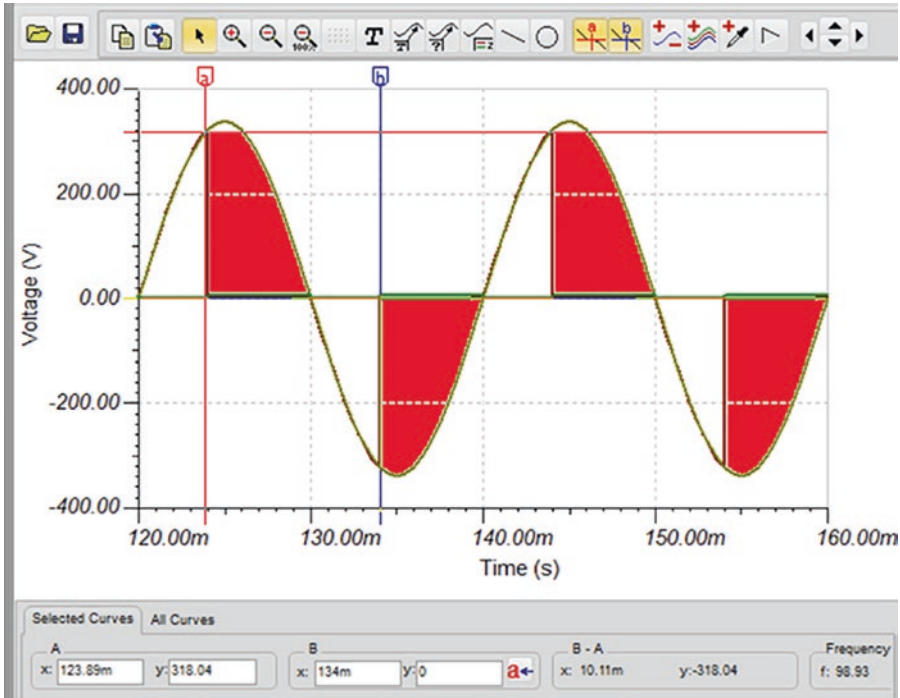 100%
T
a
b
a b
400.00
200.00
0.00
-200.00
-400.00
Voltage (V)
120.00m 130.00m 140.00m 150.00m 160.00m
Time (s)
Selected Curves All Curves
A B B - A Frequency
x: 123.89m y: 318.04 x: 134m y: 0 a← x: 10.11m y:-318.04 f: 98.93